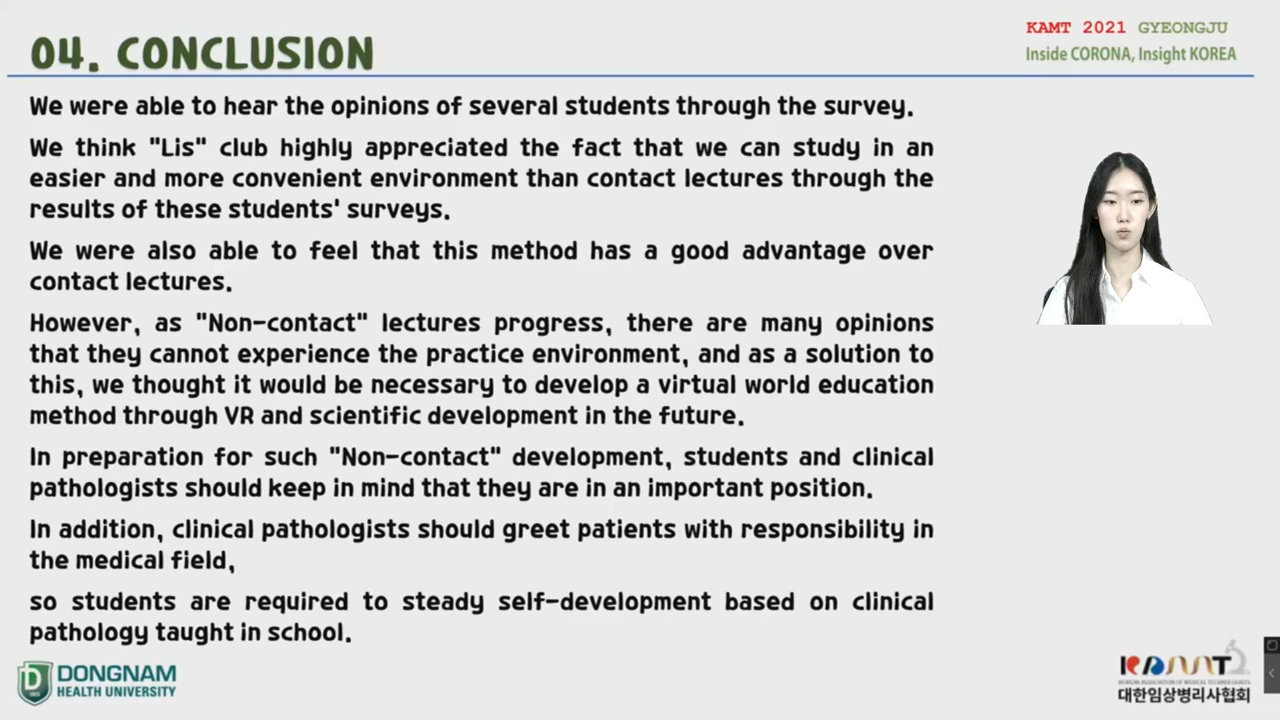 04. CONCLUSION
KAMT 2021 GYEONGJU
Inside CORONA, Insight KOREA
We were able to hear the opinions of several students through the survey.
We think "Lis" club highly appreciated the fact that we can study in an
easier and more convenient environment than contact lectures through the
results of these students' surveys.
We were also able to feel that this method has a good advantage over
contact lectures.
However, as "Non-contact" lectures progress, there are many opinions
that they cannot experience the practice environment, and as a solution to
this, we thought it would be necessary to develop a virtual world education
method through VR and scientific development in the future.
In preparation for such "Non-contact" development, students and clinical
pathologists should keep in mind that they are in an important position.
In addition, clinical pathologists should greet patients with responsibility in
the medical field,
so students are required to steady self-development based on clinical
pathology taught in school.
DONGNAM
HEALTH UNIVERSITY
KAMT
KOREAN ASSOCIATION OF MEDICAL TECHNOLOGISTS
대한임상병리사협회